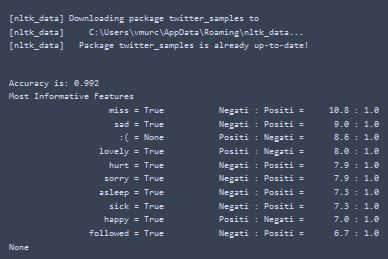 [nltk_data] Downloading package twitter_samples to
[nltk_data]     C:\Users\vmurc\AppData\Roaming\nltk_data...
[nltk_data]   Package twitter_samples is already up-to-date!
Accuracy is: 0.992
Most Informative Features
miss = True           Negati : Positi =     10.8 : 1.0
sad = True            Negati : Positi =      9.0 : 1.0
:( = None            Positi : Negati =      8.6 : 1.0
lovely = True         Positi : Negati =      8.0 : 1.0
hurt = True           Negati : Positi =      7.9 : 1.0
sorry = True          Negati : Positi =      7.9 : 1.0
asleep = True         Negati : Positi =      7.3 : 1.0
sick = True           Negati : Positi =      7.3 : 1.0
happy = True          Positi : Negati =      7.0 : 1.0
followed = True       Positi : Negati =      6.7 : 1.0
None